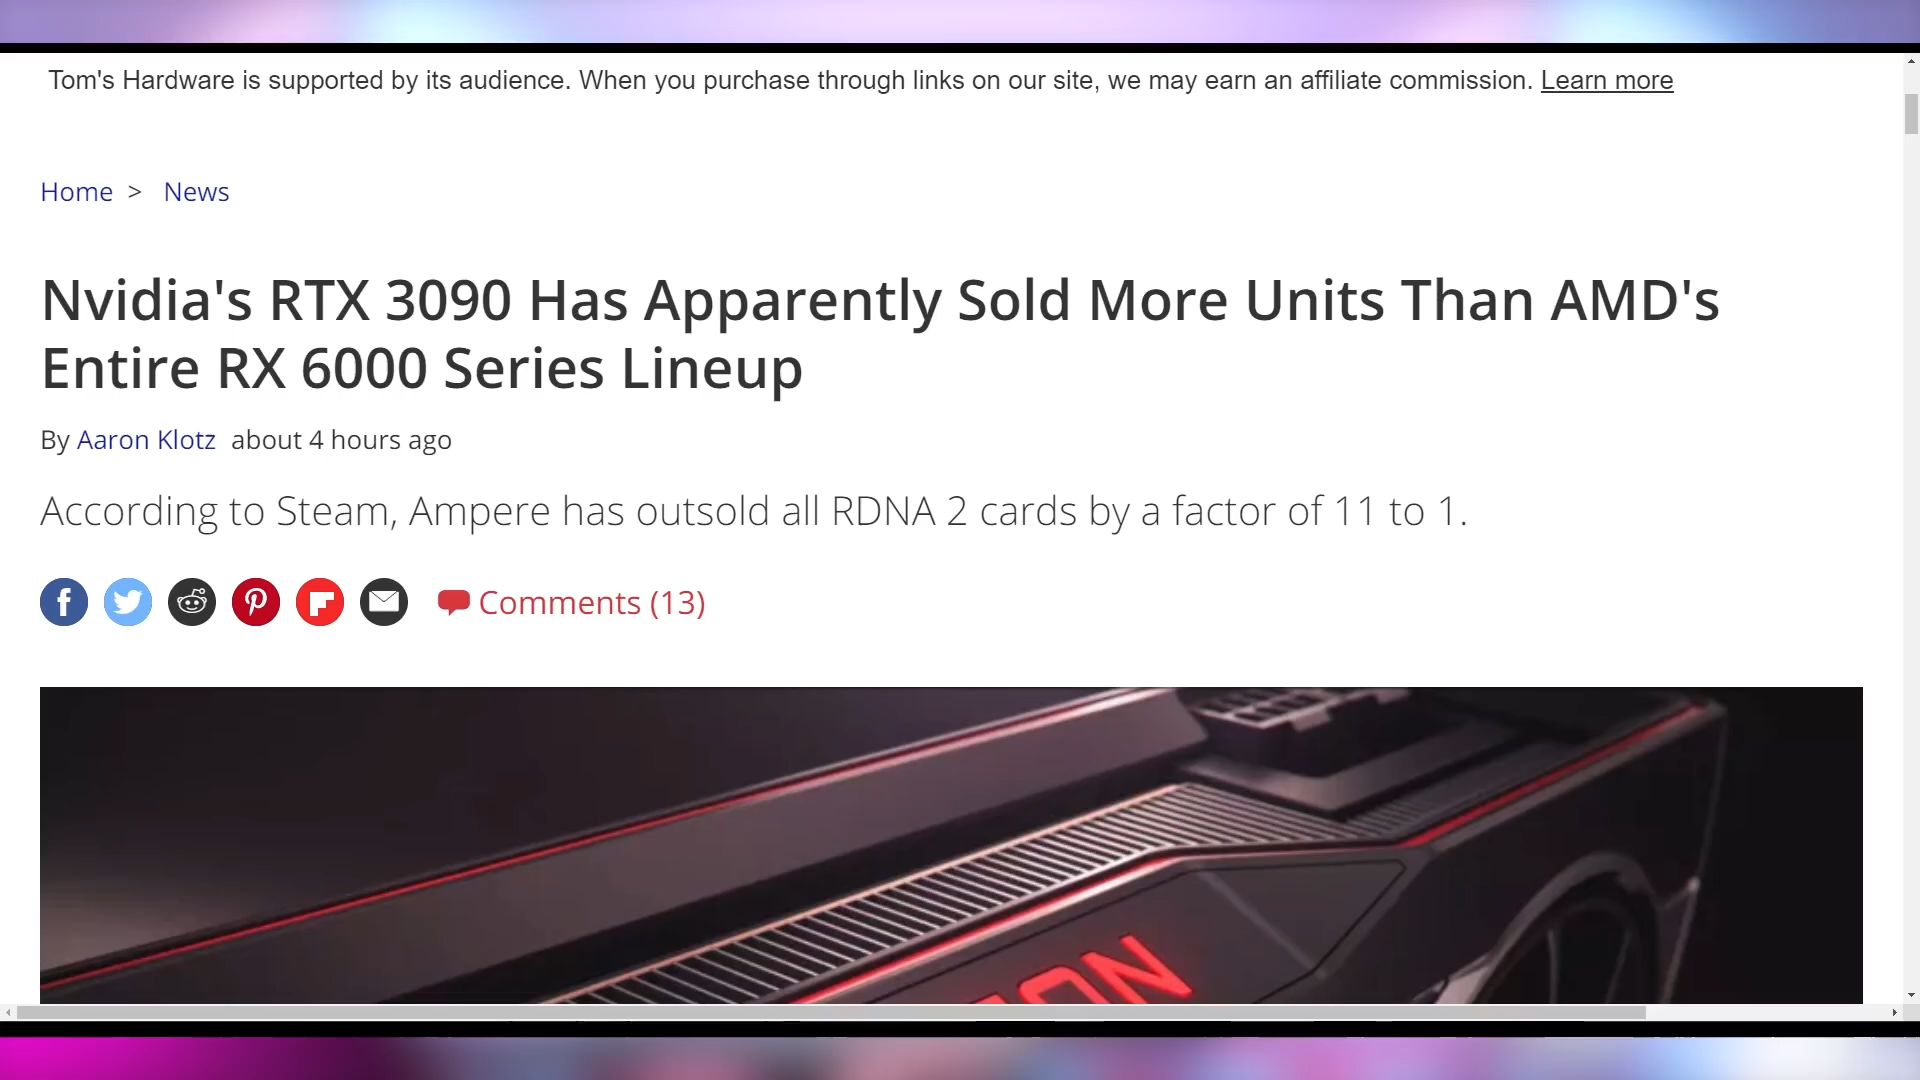 Tom's Hardware is supported by its audience. When you purchase through links on our site, we may earn an affiliate commission. Learn more
Home > News
Nvidia's RTX 3090 Has Apparently Sold More Units Than AMD's
Entire RX 6000 Series Lineup
By Aaron Klotz about 4 hours ago
According to Steam, Ampere has outsold all RDNA 2 cards by a factor of 11 to 1.
Comments (13)